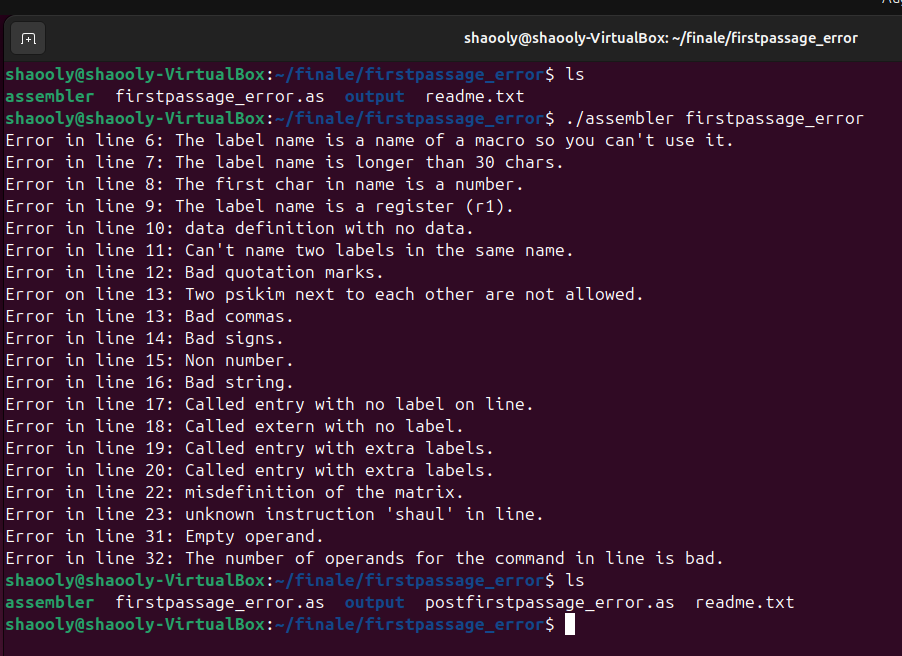 shaooly@shaooly-VirtualBox: ~/finale/firstpassage_error
shaooly@shaooly-VirtualBox:~/finale/firstpassage_error$ ls
assembler  firstpassage_error.as  output  readme.txt
shaooly@shaooly-VirtualBox:~/finale/firstpassage_error$ ./assembler firstpassage_error
Error in line 6: The label name is a name of a macro so you can't use it.
Error in line 7: The label name is longer than 30 chars.
Error in line 8: The first char in name is a number.
Error in line 9: The label name is a register (r1).
Error in line 10: data definition with no data.
Error in line 11: Can't name two labels in the same name.
Error in line 12: Bad quotation marks.
Error on line 13: Two psikim next to each other are not allowed.
Error in line 13: Bad commas.
Error in line 14: Bad signs.
Error in line 15: Non number.
Error in line 16: Bad string.
Error in line 17: Called entry with no label on line.
Error in line 18: Called extern with no label.
Error in line 19: Called entry with extra labels.
Error in line 20: Called entry with extra labels.
Error in line 22: misdefinition of the matrix.
Error in line 23: unknown instruction 'shaul' in line.
Error in line 31: Empty operand.
Error in line 32: The number of operands for the command in line is bad.
shaooly@shaooly-VirtualBox:~/finale/firstpassage_error$ ls
assembler  firstpassage_error.as  output  postfirstpassage_error.as  readme.txt
shaooly@shaooly-VirtualBox:~/finale/firstpassage_error$